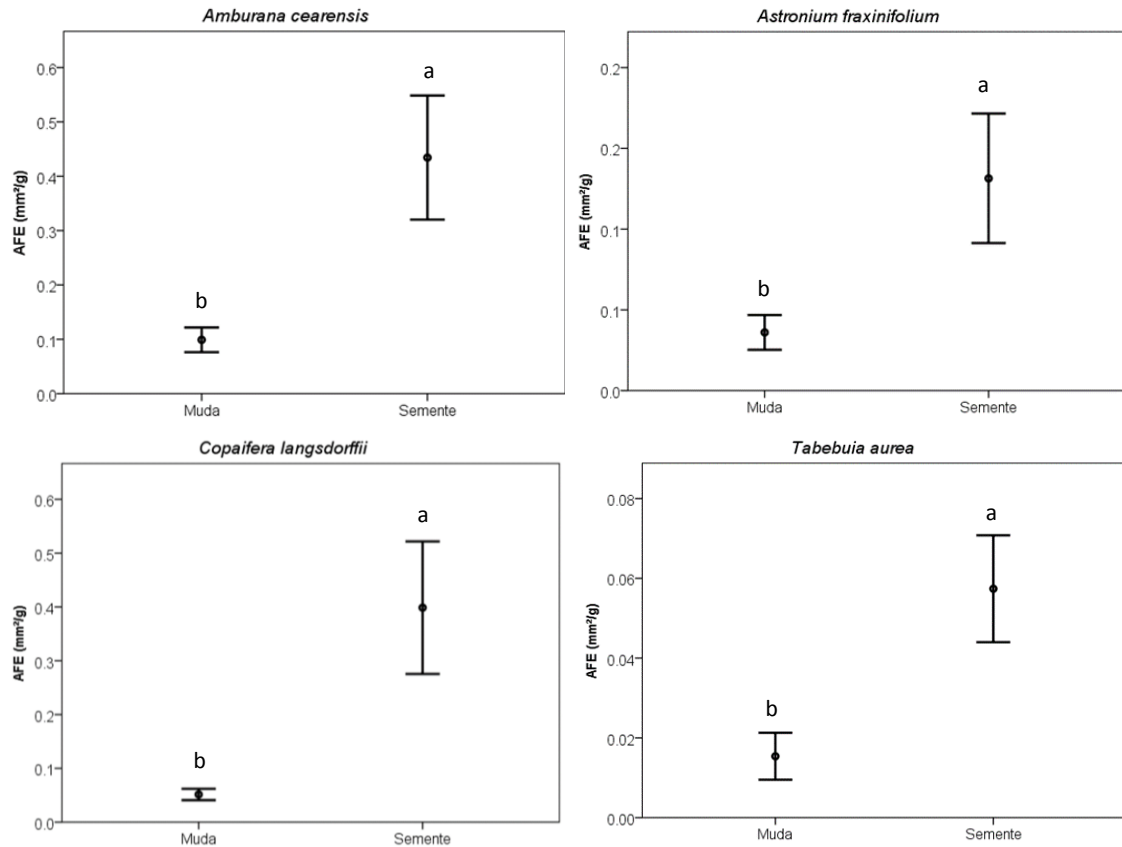 Amburana cearensis
0.6
0.5
0.4
0.3
0.2
0.1
0.0
AFE (mm²/g)
a
b
Muda Semente
Astronium fraxinifolium
0.2
0.2
0.1
0.1
0.0
AFE (mm²/g)
a
b
Muda Semente
Copaifera langsdorffii
0.6
0.5
0.4
0.3
0.2
0.1
0.0
AFE (mm²/g)
a
b
Muda Semente
Tabebuia aurea
0.08
0.06
0.04
0.02
0.00
AFE (mm²/g)
a
b
Muda Semente